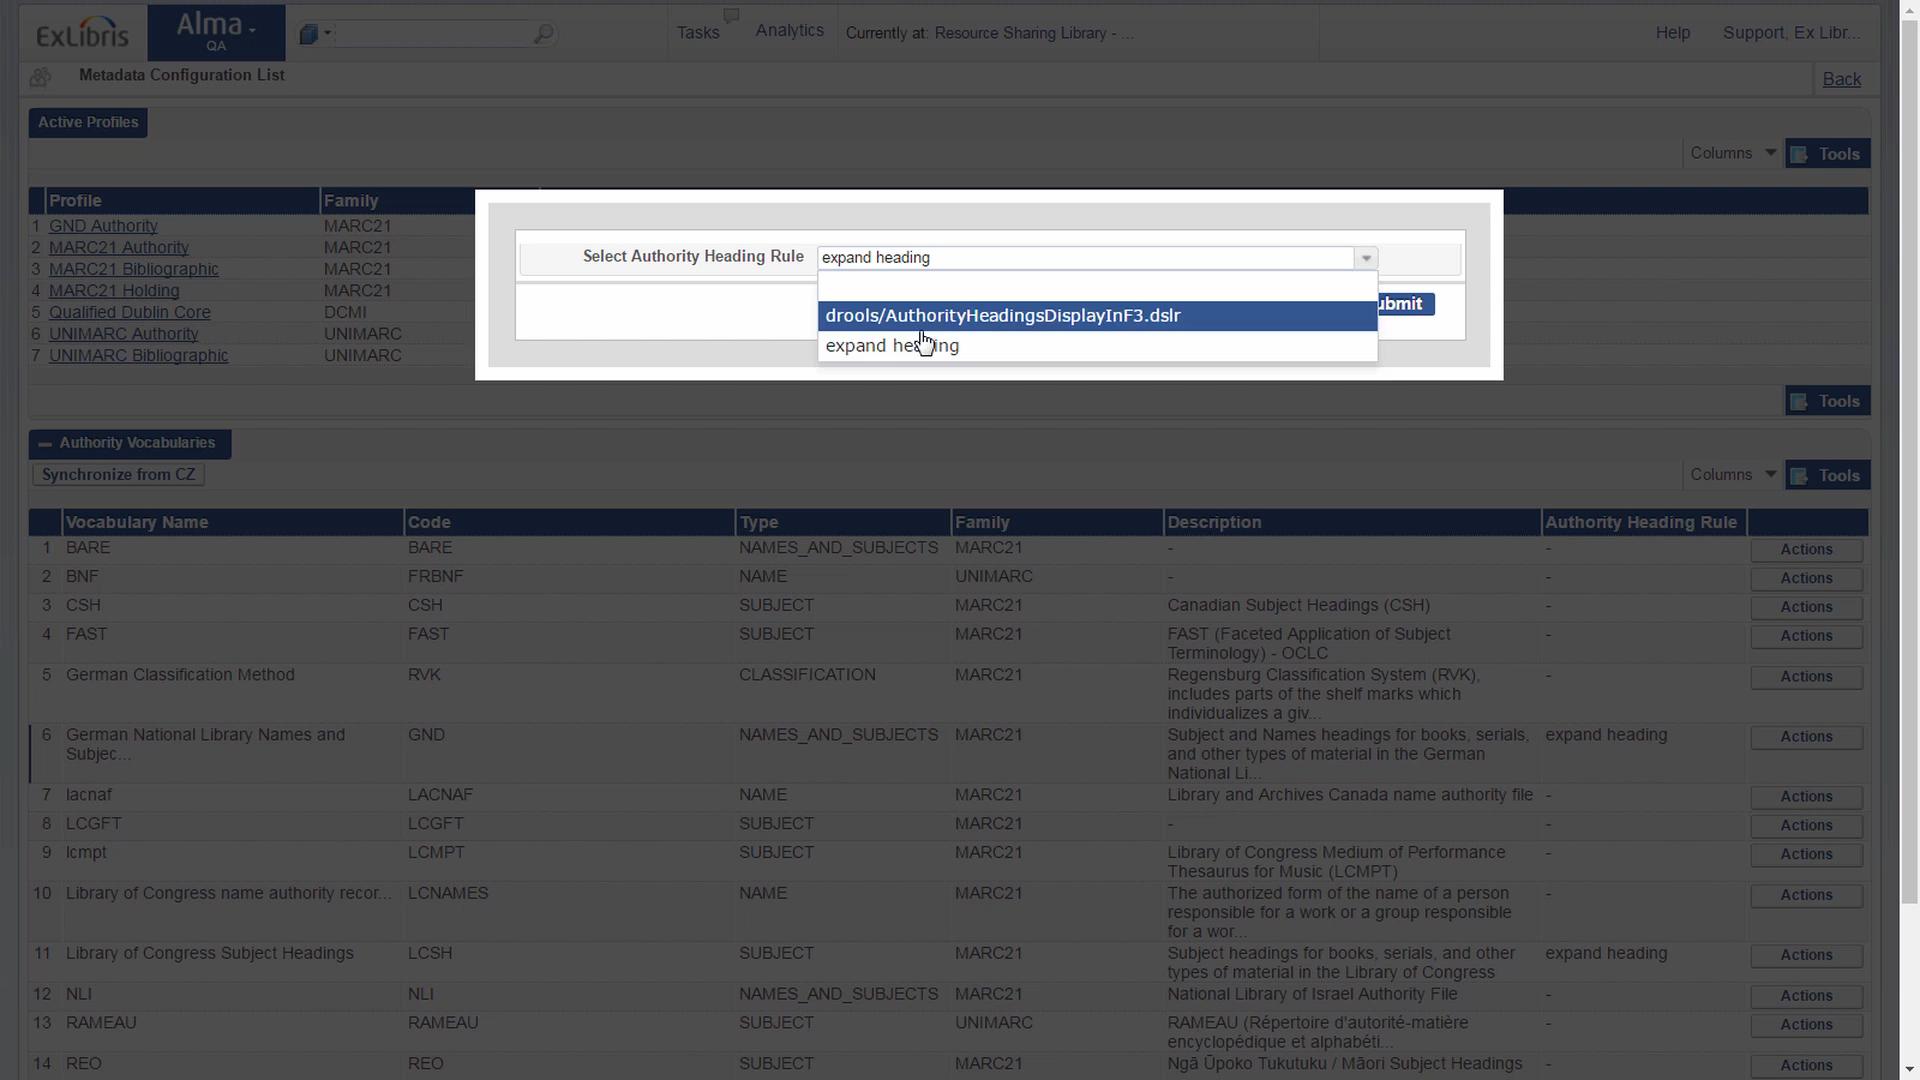 ExLibris Alma QA Tasks Analytics Currently at: Resource Sharing Library - ... Help Support, Ex Libr...
Metadata Configuration List Back
Active Profiles
Columns Tools
Profile Family
1 GND Authority MARC21
2 MARC21 Authority MARC21
3 MARC21 Bibliographic MARC21
4 MARC21 Holding MARC21
5 Qualified Dublin Core DCMI
6 UNIMARC Authority UNIMARC
7 UNIMARC Bibliographic UNIMARC
Select Authority Heading Rule expand heading
drools/AuthorityHeadingsDisplayInF3.dslr
ubmit
expand heading
Tools
Authority Vocabularies
Synchronize from CZ Columns Tools
Vocabulary Name Code Type Family Description Authority Heading Rule
1 BARE BARE NAMES_AND_SUBJECTS MARC21 - - Actions
2 BNF FRBNF NAME UNIMARC - - Actions
3 CSH CSH SUBJECT MARC21 Canadian Subject Headings (CSH) - Actions
4 FAST FAST SUBJECT MARC21 FAST (Faceted Application of Subject - Actions
Terminology) - OCLC
5 German Classification Method RVK CLASSIFICATION MARC21 Regensburg Classification System (RVK), - Actions
includes parts of the shelf marks which
individualizes a giv...
6 German National Library Names and GND NAMES_AND_SUBJECTS MARC21 Subject and Names headings for books, serials, expand heading Actions
Subjec... and other types of material in the German
National Li...
7 lacnaf LACNAF NAME MARC21 Library and Archives Canada name authority file - Actions
8 LCGFT LCGFT SUBJECT MARC21 - - Actions
9 lcmpt LCMPT SUBJECT MARC21 Library of Congress Medium of Performance - Actions
Thesaurus for Music (LCMPT)
10 Library of Congress name authority recor... LCNAMES NAME MARC21 The authorized form of the name of a person - Actions
responsible for a work or a group responsible
for a wor...
11 Library of Congress Subject Headings LCSH SUBJECT MARC21 Subject headings for books, serials, and other expand heading Actions
types of material in the Library of Congress
12 NLI NLI NAMES_AND_SUBJECTS MARC21 National Library of Israel Authority File - Actions
13 RAMEAU RAMEAU SUBJECT UNIMARC RAMEAU (Répertoire d'autorité-matière - Actions
encyclopédique et alphabéti...
14 REO REO SUBJECT MARC21 Ngā Ūpoko Tukutuku / Māori Subject Headings - Actions